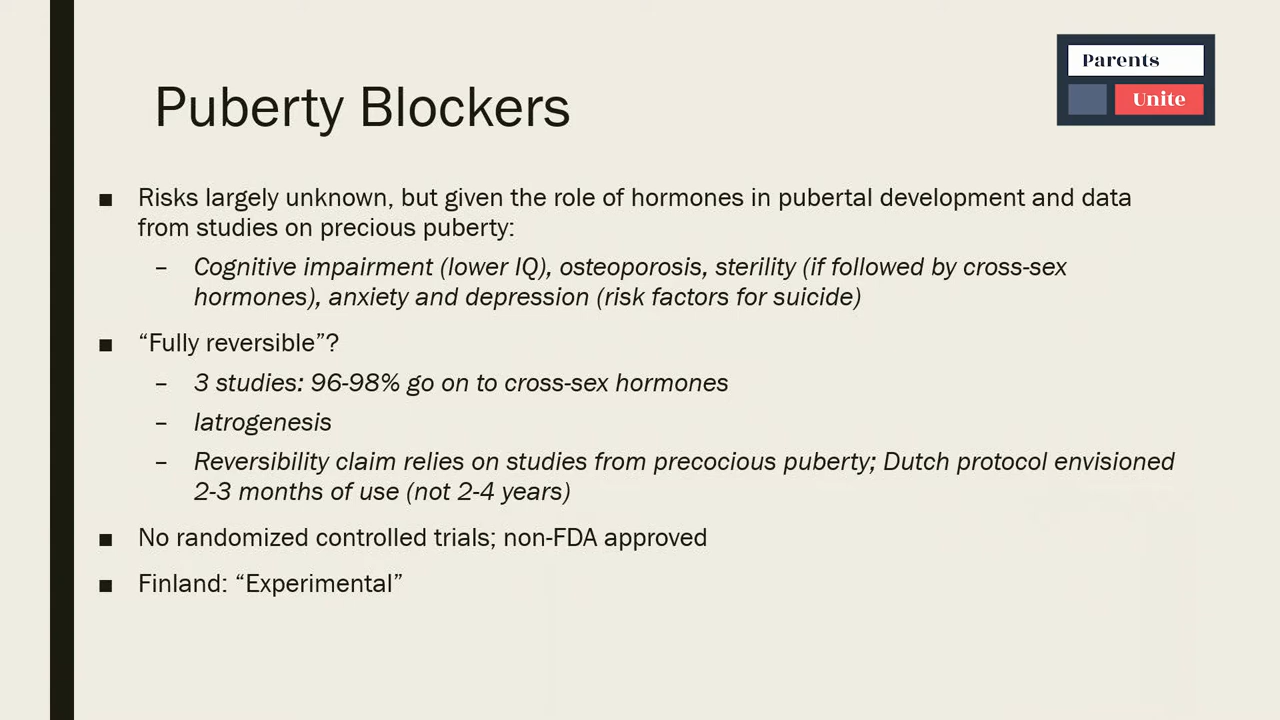 Parents
Unite
Puberty Blockers
■ Risks largely unknown, but given the role of hormones in pubertal development and data
from studies on precious puberty:
– Cognitive impairment (lower IQ), osteoporosis, sterility (if followed by cross-sex
hormones), anxiety and depression (risk factors for suicide)
■ “Fully reversible”?
– 3 studies: 96-98% go on to cross-sex hormones
– Iatrogenesis
– Reversibility claim relies on studies from precocious puberty; Dutch protocol envisioned
2-3 months of use (not 2-4 years)
■ No randomized controlled trials; non-FDA approved
■ Finland: “Experimental”